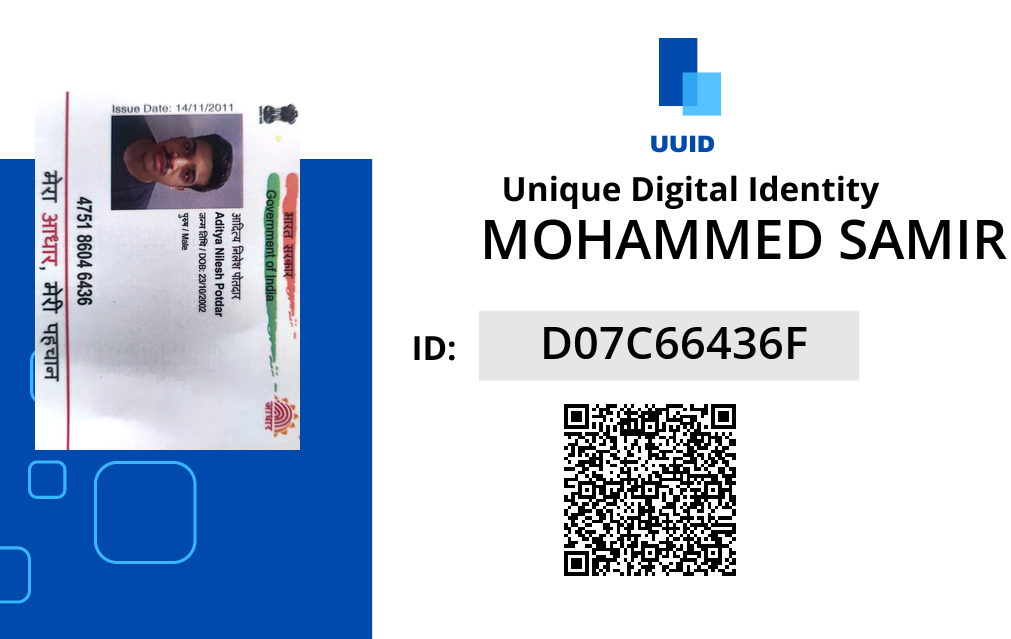 Issue Date: 14/11/2011
भारत सरकार
Government of India
आदित्य निलेश पोतदार
Aditya Nilesh Potdar
जन्म तिथि / DOB: 23/10/2002
पुरुष / Male
4751 8604 6436
मेरा आधार, मेरी पहचान
आधार
UUID
Unique Digital Identity
MOHAMMED SAMIR
ID: D07C66436F